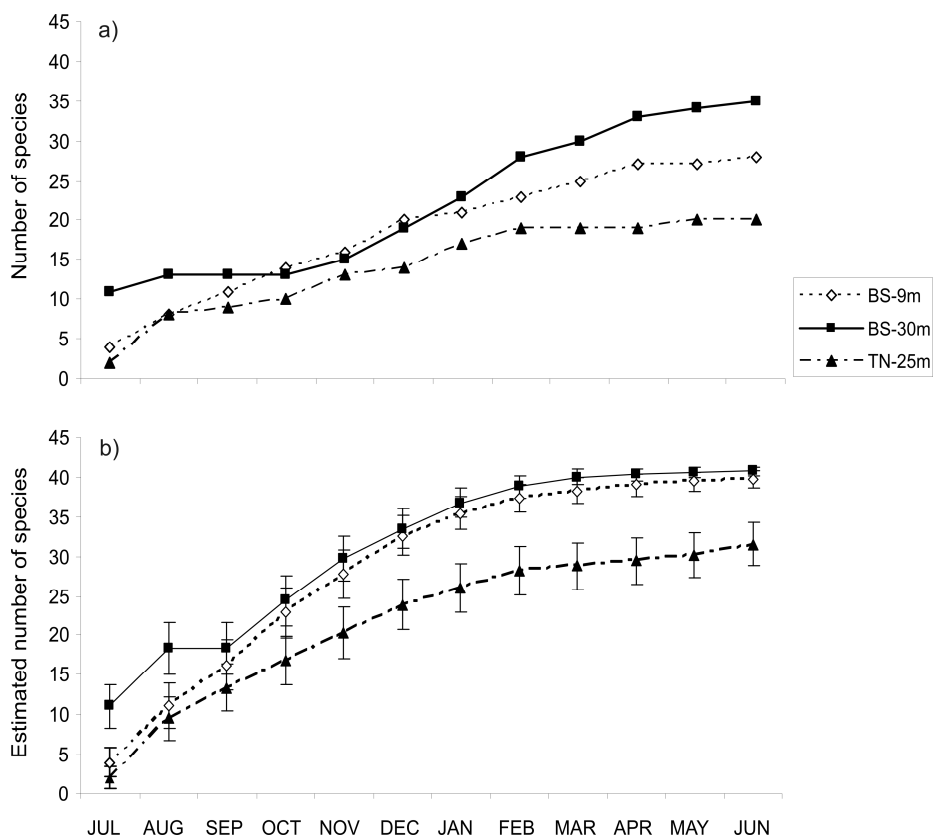 a)
45
40
35
30
25
20
15
10
5
0
Number of species
BS-9m
BS-30m
TN-25m
b)
45
40
35
30
25
20
15
10
5
0
Estimated number of species
JUL AUG SEP OCT NOV DEC JAN FEB MAR APR MAY JUN